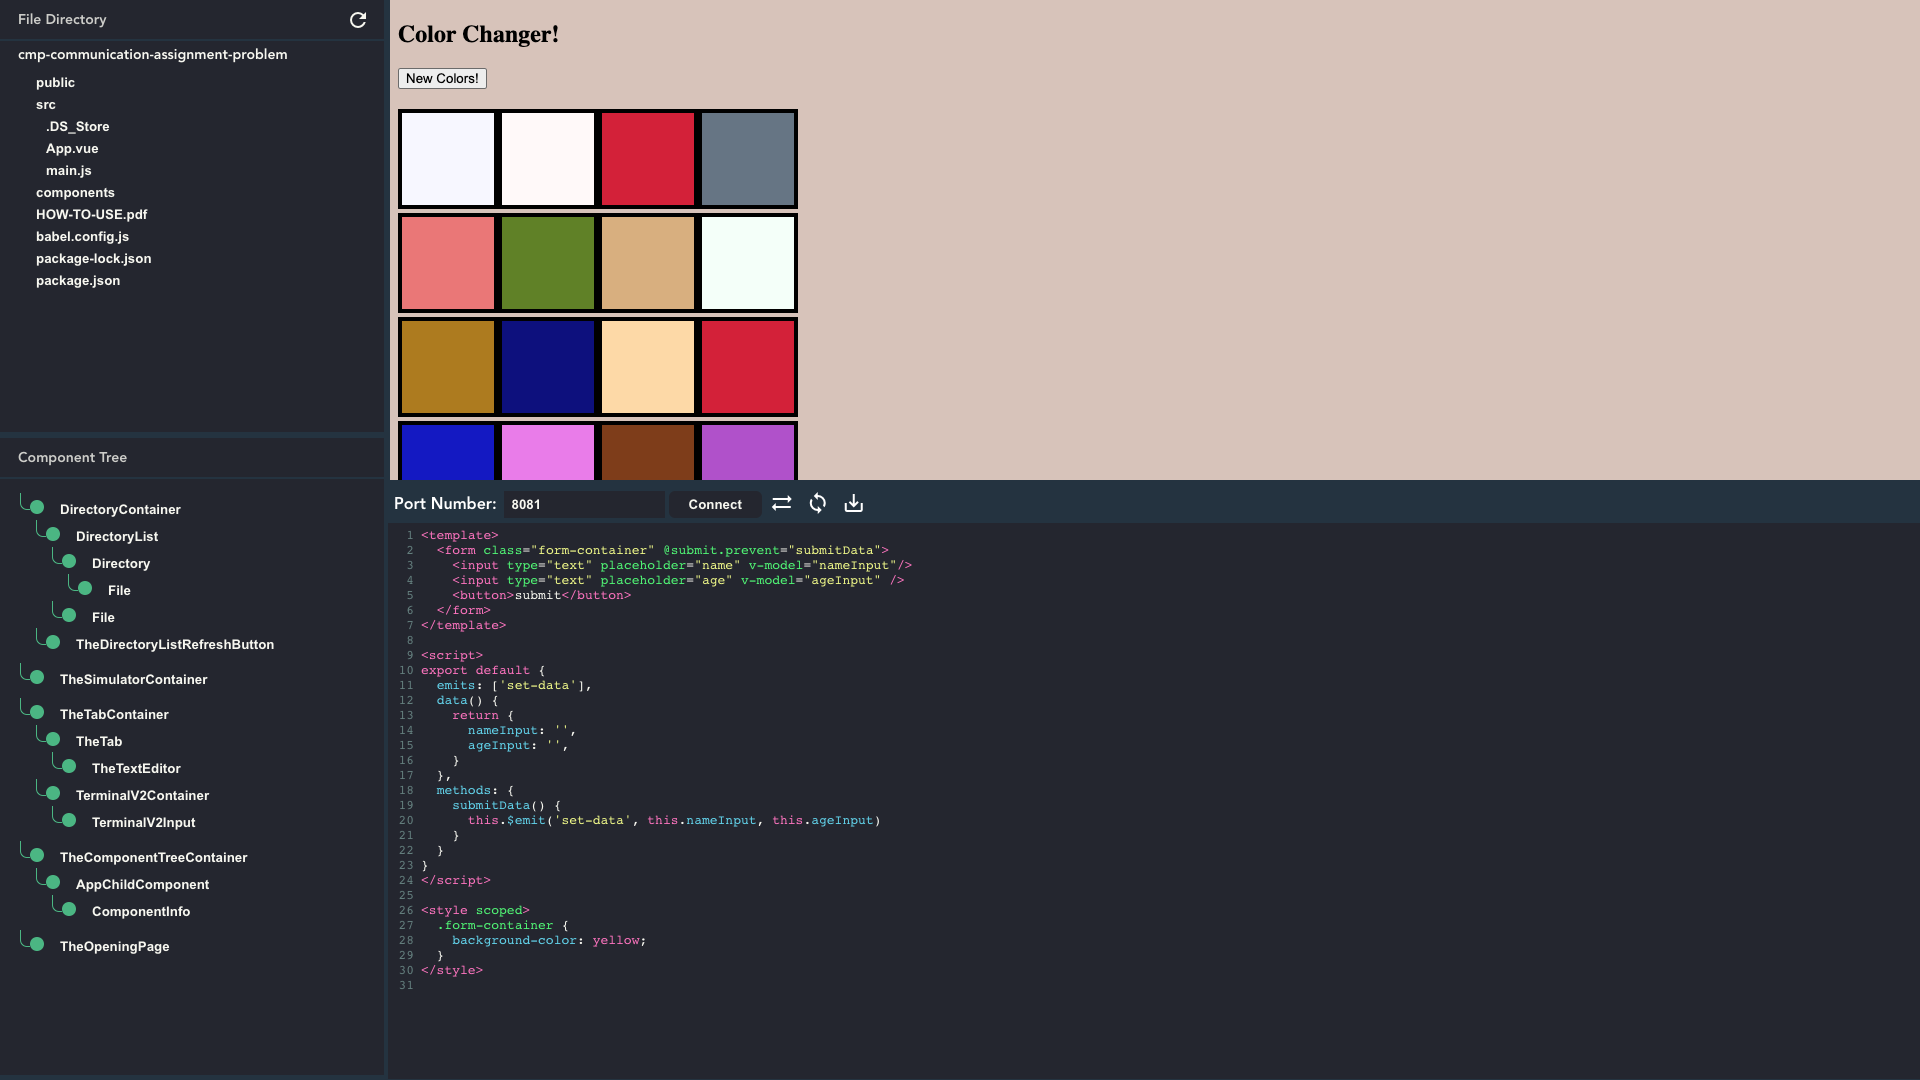 File Directory
cmp-communication-assignment-problem
public
src
.DS_Store
App.vue
main.js
components
HOW-TO-USE.pdf
babel.config.js
package-lock.json
package.json
Component Tree
DirectoryContainer
DirectoryList
Directory
File
File
TheDirectoryListRefreshButton
TheSimulatorContainer
TheTabContainer
TheTab
TheTextEditor
TerminalV2Container
TerminalV2Input
TheComponentTreeContainer
AppChildComponent
ComponentInfo
TheOpeningPage
Color Changer!
New Colors!
Port Number: 8081 Connect
1 <template>
2   <form class="form-container" @submit.prevent="submitData">
3     <input type="text" placeholder="name" v-model="nameInput"/>
4     <input type="text" placeholder="age" v-model="ageInput" />
5     <button>submit</button>
6   </form>
7 </template>
8
9 <script>
10 export default {
11   emits: ['set-data'],
12   data() {
13     return {
14       nameInput: '',
15       ageInput: '',
16     }
17   },
18   methods: {
19     submitData() {
20       this.$emit('set-data', this.nameInput, this.ageInput)
21     }
22   }
23 }
24 </script>
25
26 <style scoped>
27   .form-container {
28     background-color: yellow;
29   }
30 </style>
31